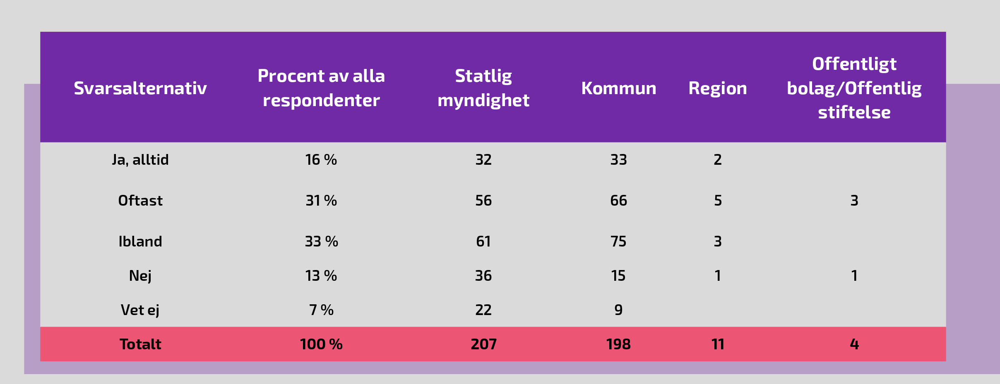 Svarsalternativ
Procent av alla
respondenter
Statlig
myndighet
Kommun
Region
Offentligt
bolag/Offentlig
stiftelse
Ja, alltid 16 % 32 33 2
Oftast 31 % 56 66 5 3
Ibland 33 % 61 75 3
Nej 13 % 36 15 1 1
Vet ej 7 % 22 9
Totalt 100 % 207 198 11 4